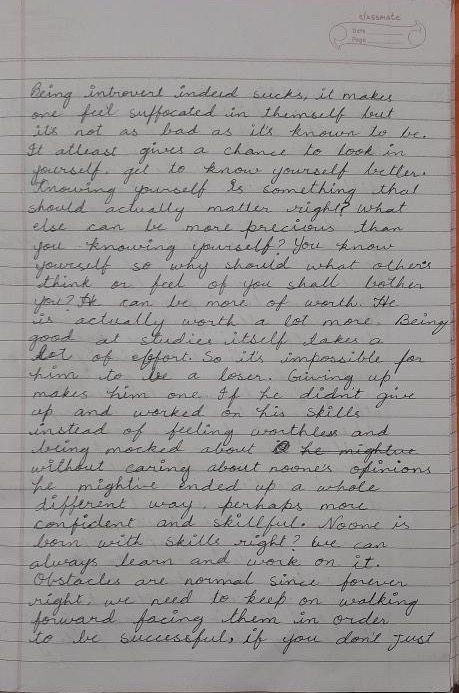 classmate
Date
Page
Being introvert indeed sucks, it makes
one feel suffocated in themself but
its not as bad as it's known to be.
It atleast gives a chance to look in
yourself, get to know yourself better.
Knowing yourself is something that
should actually matter right? What
else can be more precious than
you knowing yourself? You know
yourself so why should what others
think or feel of you shall bother
you? He can be more of worth. He
is actually worth a lot more. Being
good at studies itself takes a
lot of effort. So its impossible for
him to be a loser. Giving up
makes him one. If he didn't give
up and worked on his skills
instead of feeling worthless and
being mocked about he mightive
without caring about noone's opinions
he mightive ended up a whole
different way, perhaps more
confident and skillful. Noone is
born with skills right? We can
always learn and work on it.
Obstacles are normal since forever
right, we need to keep on walking
forward facing them in order
to be successful, if you don't just